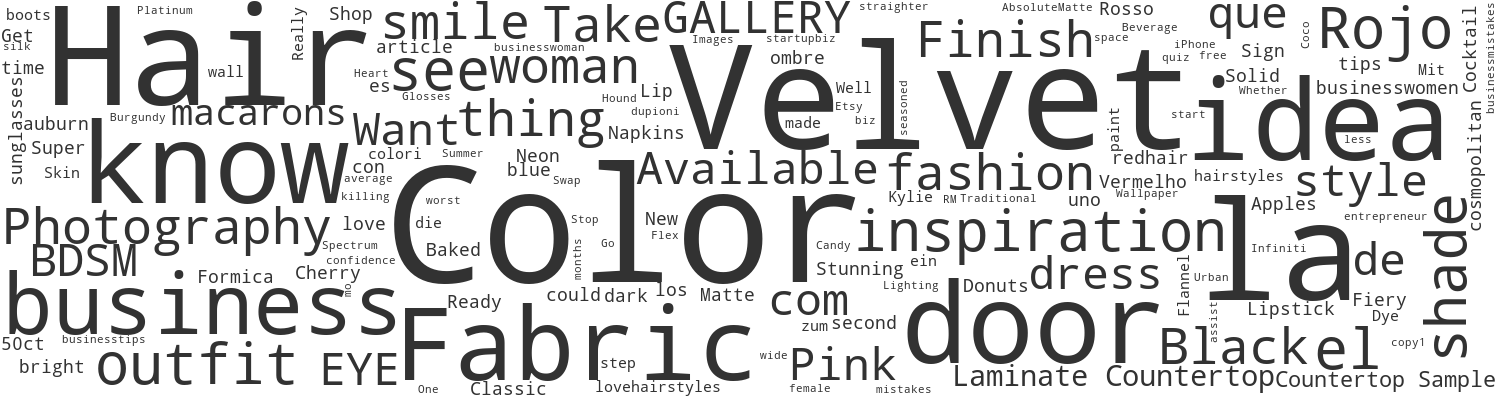 Hair
Velvet
Color
know
idea
la
door
Fabric
business
Platinum
boots
Get
silk
time
sunglasses
auburn
Super
Skin
Burgundy
macarons
wall
Really
Shop
smile
Take
GALLERY
straighter
AbsoluteMatte
Rosso
que
Rojo
Cocktail
businessmistakes
article
businesswoman
Images
startupbiz
Finish
space
Beverage
iPhone
quiz
free
Sign
Coco
tips
Mit
Heart
es
see
woman
Glosses
ombre
Well
Etsy
biz
seasoned
Solid
Whether
businesswomen
Want
thing
Hound
Lip
dupioni
Napkins
made
paint
start
less
cosmopolitan
colori
Summer
con
average
killing
Neon
blue
Swap
Available
fashion
redhair
Vermelho
hairstyles
style
Wallpaper
Photography
love
worst
die
Stop
New
Flex
Kylie
RM
Traditional
uno
Apples
entrepreneur
BDSM
Spectrum
confidence
Baked
months
Go
Candy
inspiration
Infiniti
de
shade
Formica
Cherry
mo
Stunning
ein
Lighting
dress
Flannel
Urban
Ready
could
dark
los
Matte
com
Donuts
Lipstick
Fiery
Dye
zum
second
assist
5Oct
businesstips
bright
outfit
EYE
step
wide
Pink
Black
el
copy1
One
Classic
lovehairstyles
female
mistakes
Laminate Countertop
Countertop Sample